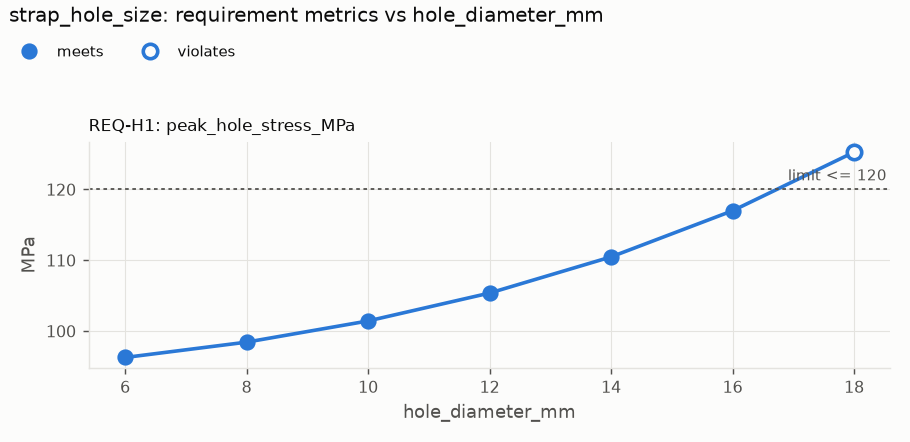 strap_hole_size: requirement metrics vs hole_diameter_mm
meets violates
REQ-H1: peak_hole_stress_MPa
limit <= 120
120
110
100
MPa
6 8 10 12 14 16 18
hole_diameter_mm